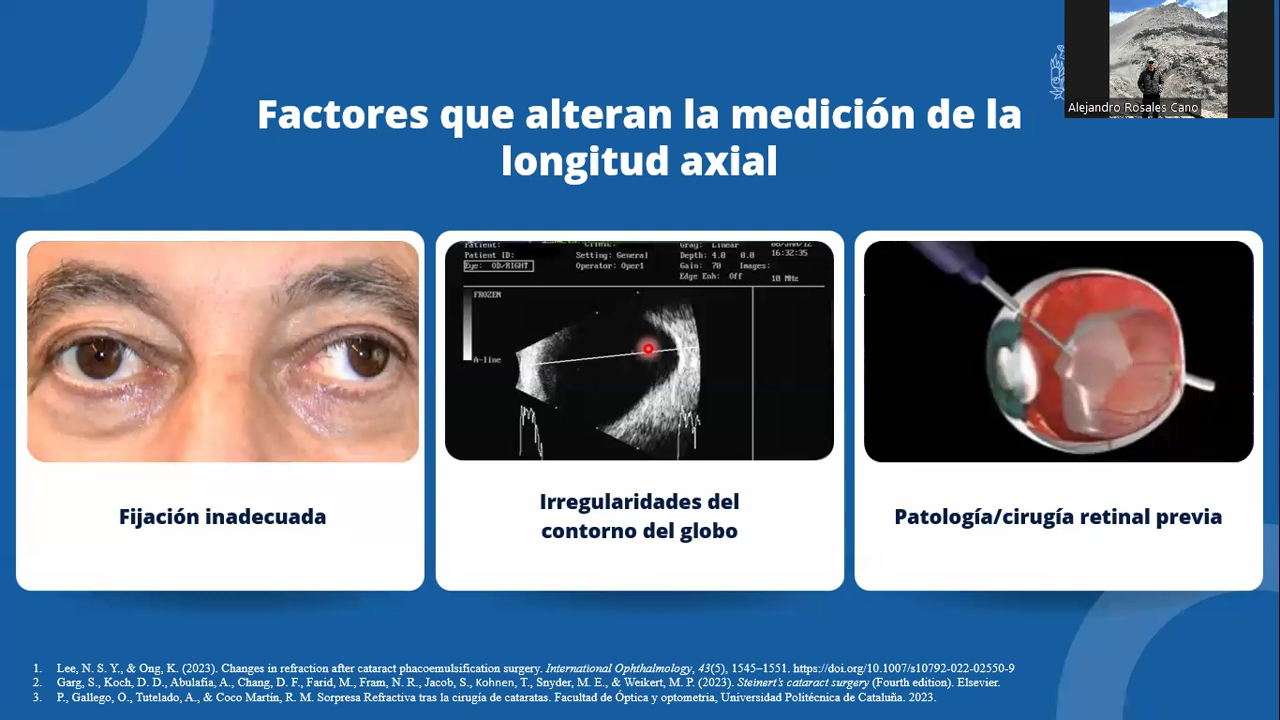 Alejandro Rosales Cano
Factores que alteran la medición de la
longitud axial
Patient:
Patient ID:
Eye: OD/RIGHT
Setting: General
Operator: Oper1
Gray: Linear
Depth: 4.0 0.0
Gain: 70 Images:
Edge Enh: Off
16:32:35
10 MHz
FROZEN
A-line
Fijación inadecuada
Irregularidades del
contorno del globo
Patología/cirugía retinal previa
1. Lee, N. S. Y., & Ong, K. (2023). Changes in refraction after cataract phacoemulsification surgery. International Ophthalmology, 43(5), 1545–1551. https://doi.org/10.1007/s10792-022-02550-9
2. Garg, S., Koch, D. D., Abulafia, A., Chang, D. F., Farid, M., Fram, N. R., Jacob, S., Kohnen, T., Snyder, M. E., & Weikert, M. P. (2023). Steinert's cataract surgery (Fourth edition). Elsevier.
3. P., Gallego, O., Tutelado, A., & Coco Martín, R. M. Sorpresa Refractiva tras la cirugía de cataratas. Facultad de Óptica y optometria, Universidad Politécnica de Cataluña. 2023.